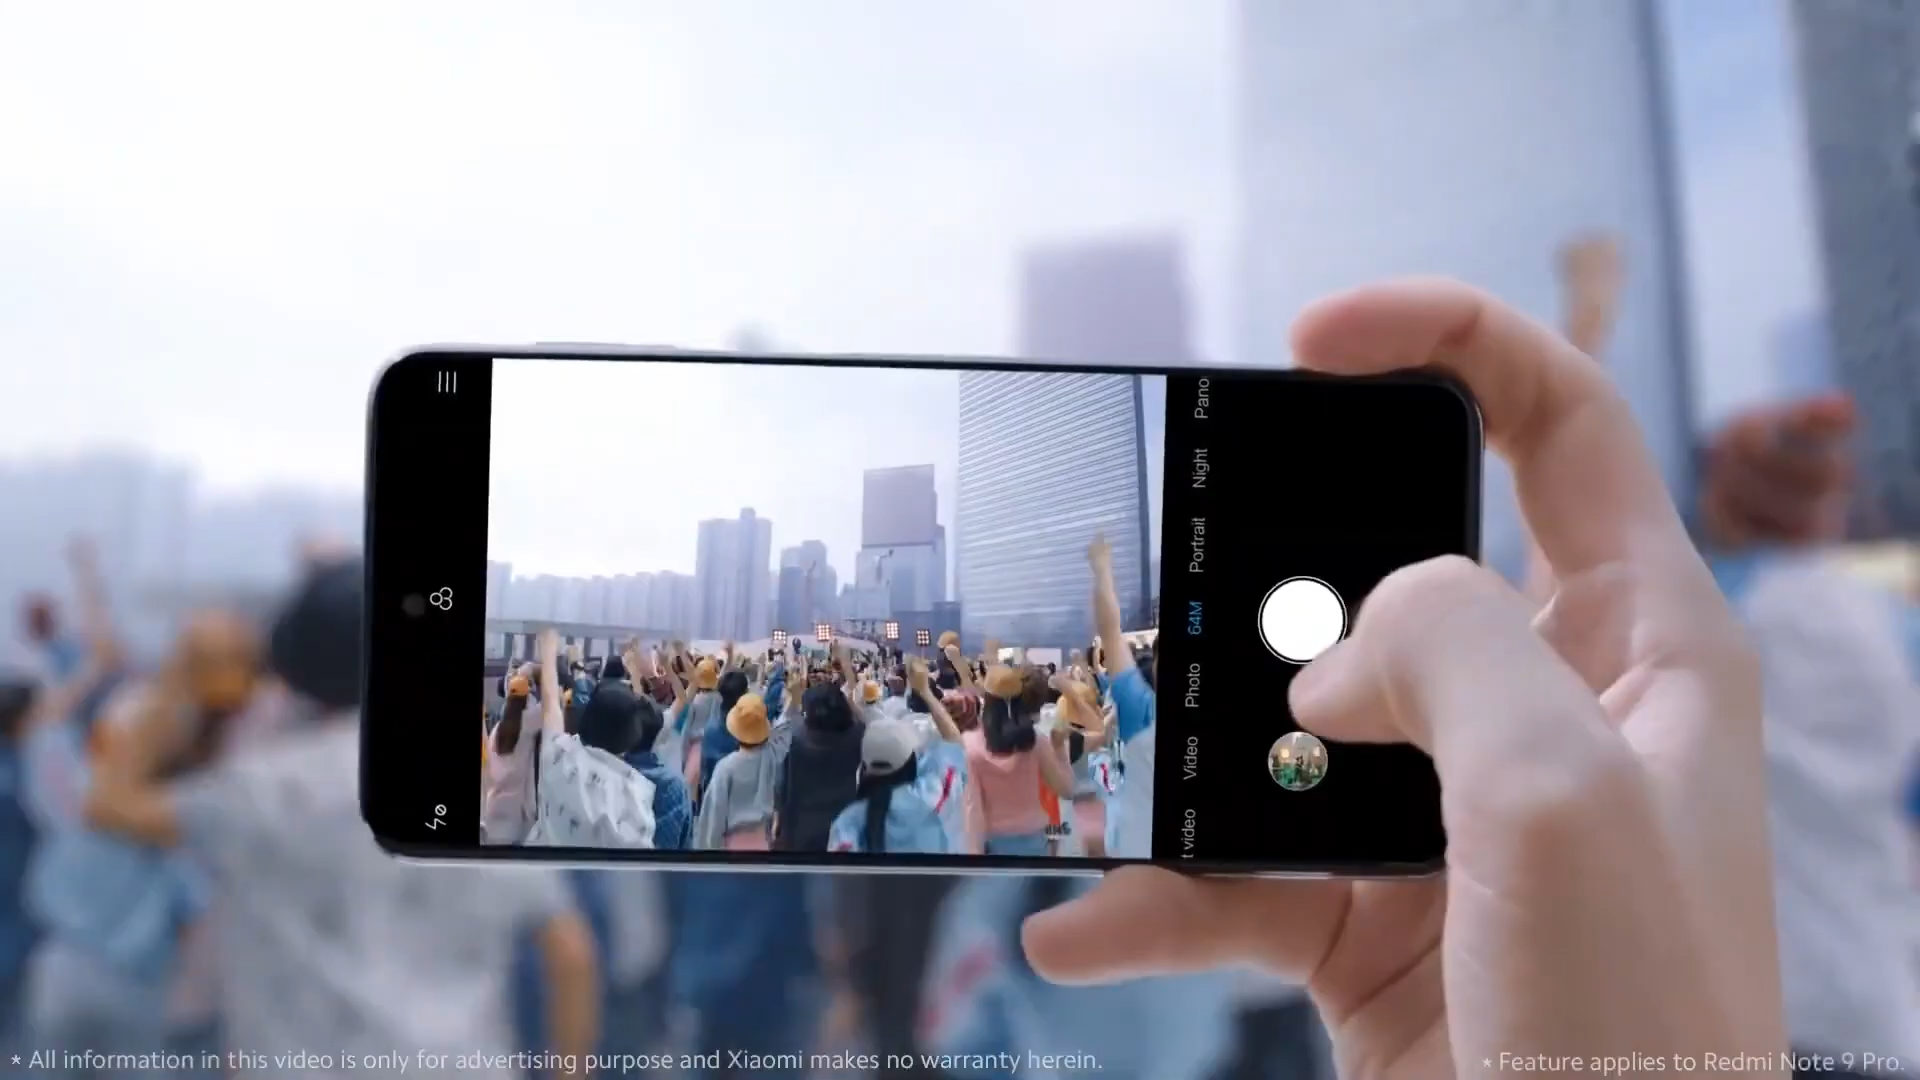 Pano
Night
Portrait
64M
Photo
Video
t video
* All information in this video is only for advertising purpose and Xiaomi makes no warranty herein.
* Feature applies to Redmi Note 9 Pro.